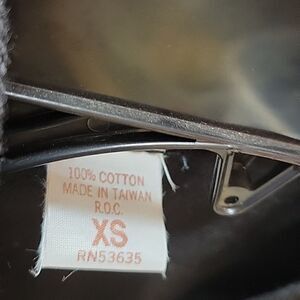 100% COTTON
MADE IN TAIWAN
R.O.C.
XS
RN53635